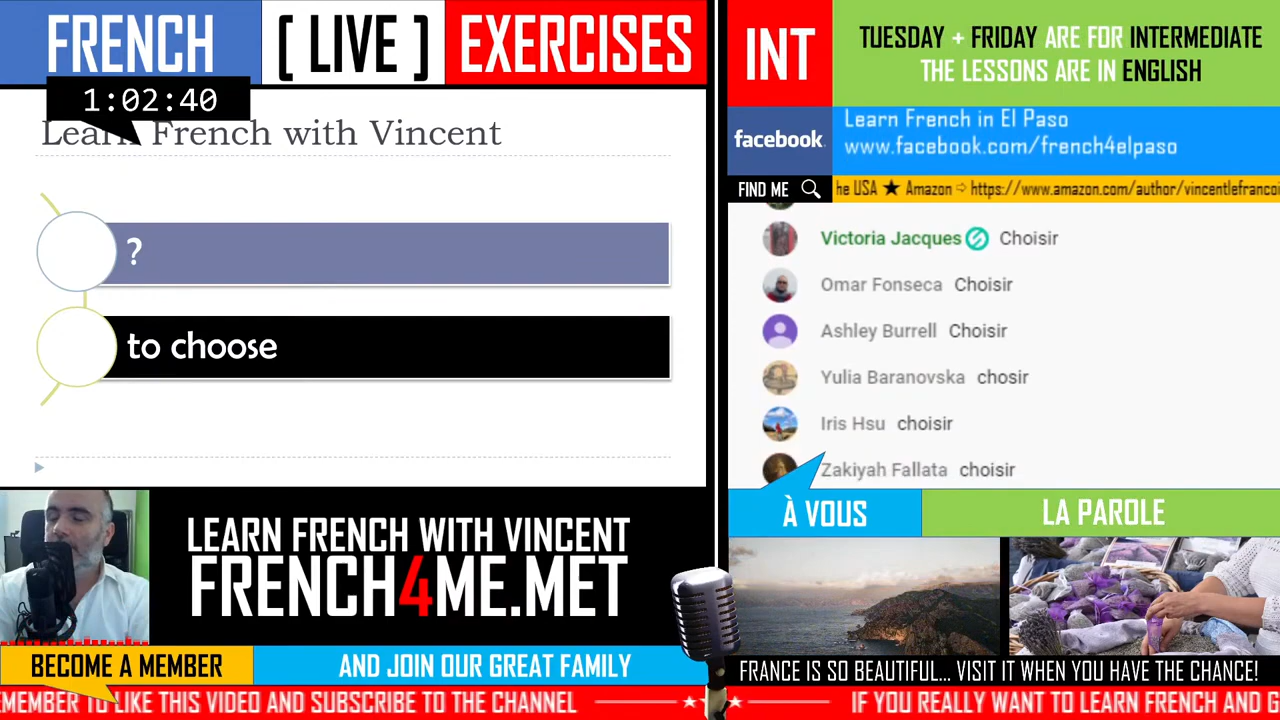 FRENCH [ LIVE ] EXERCISES
1:02:40
Learn French with Vincent
?
to choose
LEARN FRENCH WITH VINCENT
FRENCH4ME.MET
BECOME A MEMBER
AND JOIN OUR GREAT FAMILY
EMEMBER TO LIKE THIS VIDEO AND SUBSCRIBE TO THE CHANNEL
INT
TUESDAY + FRIDAY ARE FOR INTERMEDIATE
THE LESSONS ARE IN ENGLISH
facebook.
Learn French in El Paso
www.facebook.com/french4elpaso
FIND ME
he USA ★ Amazon ⇨ https://www.amazon.com/author/vincentlefrancoi
Victoria Jacques Choisir
Omar Fonseca Choisir
Ashley Burrell Choisir
Yulia Baranovska chosir
Iris Hsu choisir
Zakiyah Fallata choisir
À VOUS
LA PAROLE
FRANCE IS SO BEAUTIFUL... VISIT IT WHEN YOU HAVE THE CHANCE!
IF YOU REALLY WANT TO LEARN FRENCH AND G